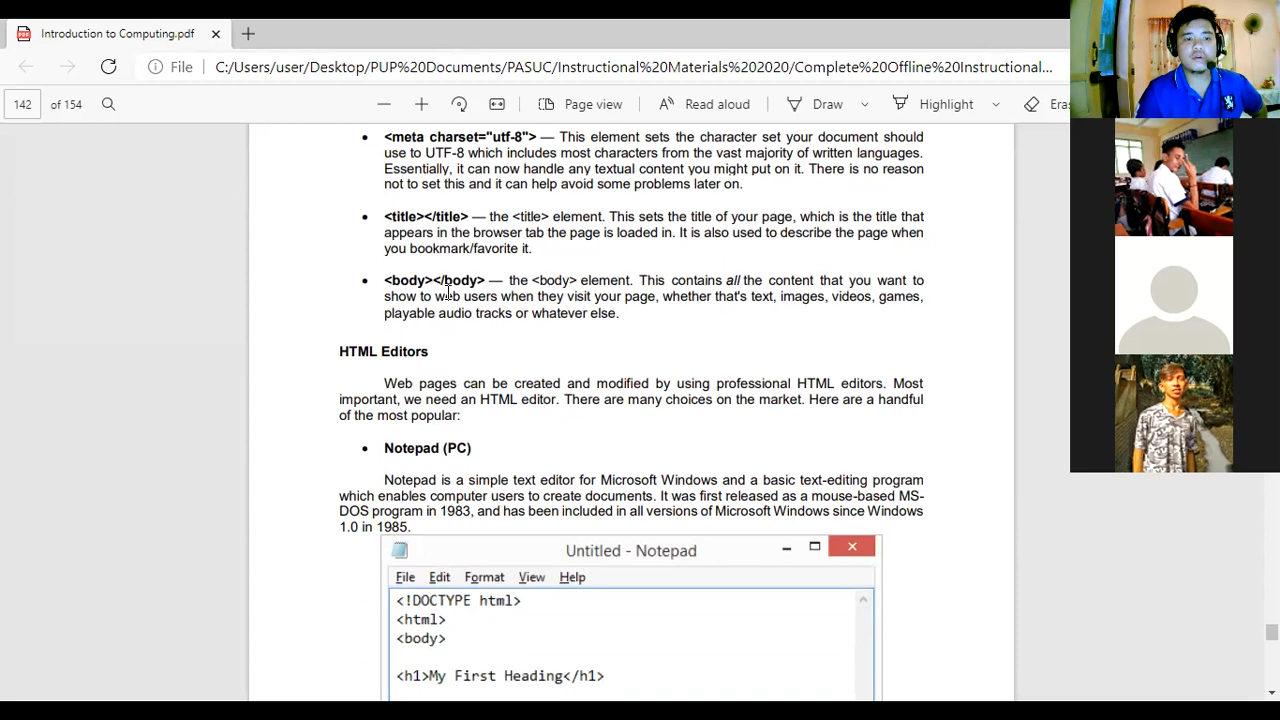 Introduction to Computing.pdf
File C:/Users/user/Desktop/PUP%20Documents/PASUC/Instructional%20Materials%202020/Complete%20Offline%20Instructional...
142 of 154 Page view Read aloud Draw Highlight Eras
• <meta charset="utf-8"> — This element sets the character set your document should
use to UTF-8 which includes most characters from the vast majority of written languages.
Essentially, it can now handle any textual content you might put on it. There is no reason
not to set this and it can help avoid some problems later on.
• <title></title> — the <title> element. This sets the title of your page, which is the title that
appears in the browser tab the page is loaded in. It is also used to describe the page when
you bookmark/favorite it.
• <body></body> — the <body> element. This contains all the content that you want to
show to web users when they visit your page, whether that's text, images, videos, games,
playable audio tracks or whatever else.
HTML Editors
Web pages can be created and modified by using professional HTML editors. Most
important, we need an HTML editor. There are many choices on the market. Here are a handful
of the most popular:
• Notepad (PC)
Notepad is a simple text editor for Microsoft Windows and a basic text-editing program
which enables computer users to create documents. It was first released as a mouse-based MS-
DOS program in 1983, and has been included in all versions of Microsoft Windows since Windows
1.0 in 1985.
Untitled - Notepad
File Edit Format View Help
<!DOCTYPE html>
<html>
<body>
<h1>My First Heading</h1>